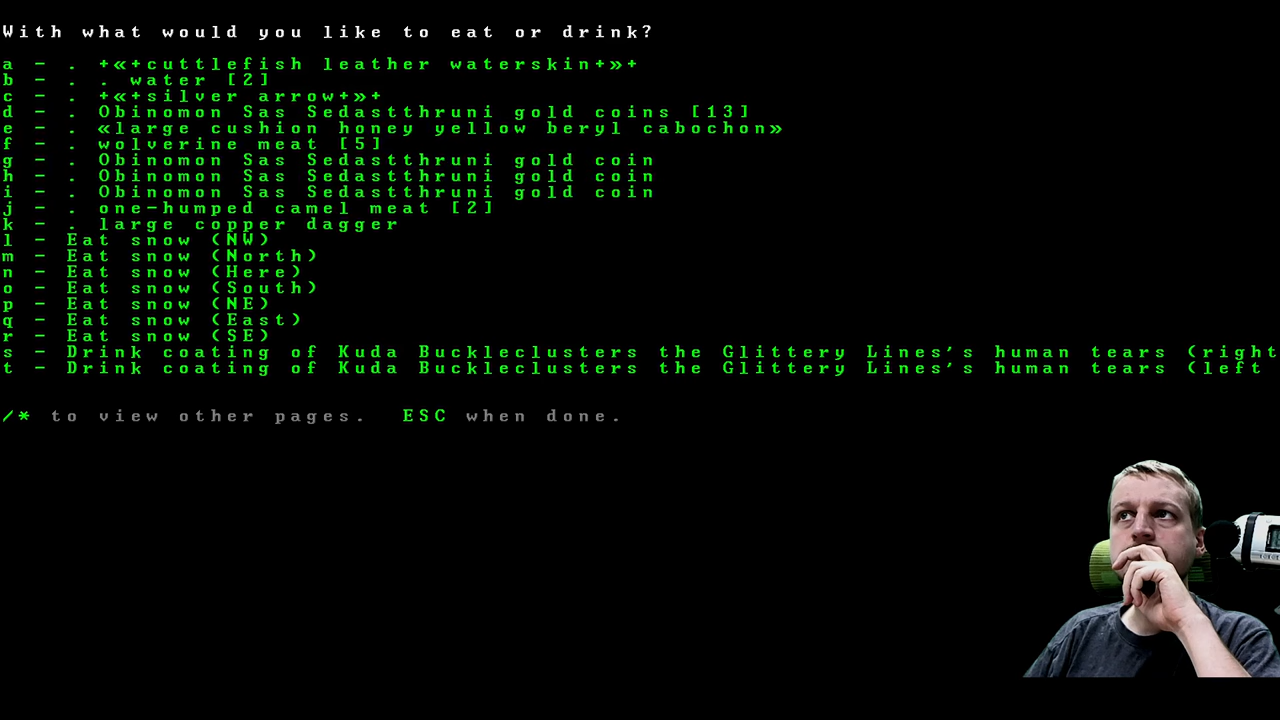 With what would you like to eat or drink?
a - . +«+cuttlefish leather waterskin+»+
b - . . water [2]
c - . +«+silver arrow+»+
d - . Obinomon Sas Sedastthruni gold coins [13]
e - . «large cushion honey yellow beryl cabochon»
f - . wolverine meat [5]
g - . Obinomon Sas Sedastthruni gold coin
h - . Obinomon Sas Sedastthruni gold coin
i - . Obinomon Sas Sedastthruni gold coin
j - . one-humped camel meat [2]
k - . large copper dagger
l - Eat snow (NW)
m - Eat snow (North)
n - Eat snow (Here)
o - Eat snow (South)
p - Eat snow (NE)
q - Eat snow (East)
r - Eat snow (SE)
s - Drink coating of Kuda Buckleclusters the Glittery Lines's human tears (right
t - Drink coating of Kuda Buckleclusters the Glittery Lines's human tears (left
/* to view other pages. ESC when done.